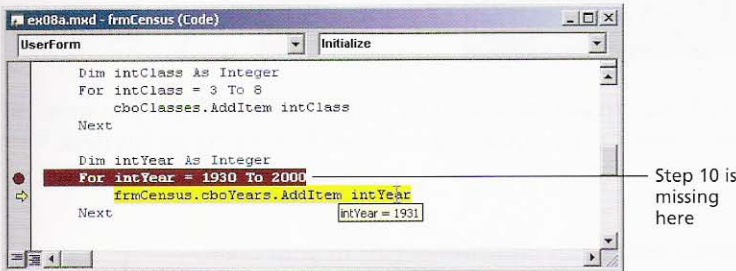 ex08a.mxd - frmCensus (Code)
UserForm
Initialize
Dim intClass As Integer
For intClass = 3 To 8
cboClasses.AddItem intClass
Next
Dim intYear As Integer
For intYear = 1930 To 2000
frmCensus.cboYears.AddItem intYear
Next
intYear = 1931
Step 10 is
missing
here